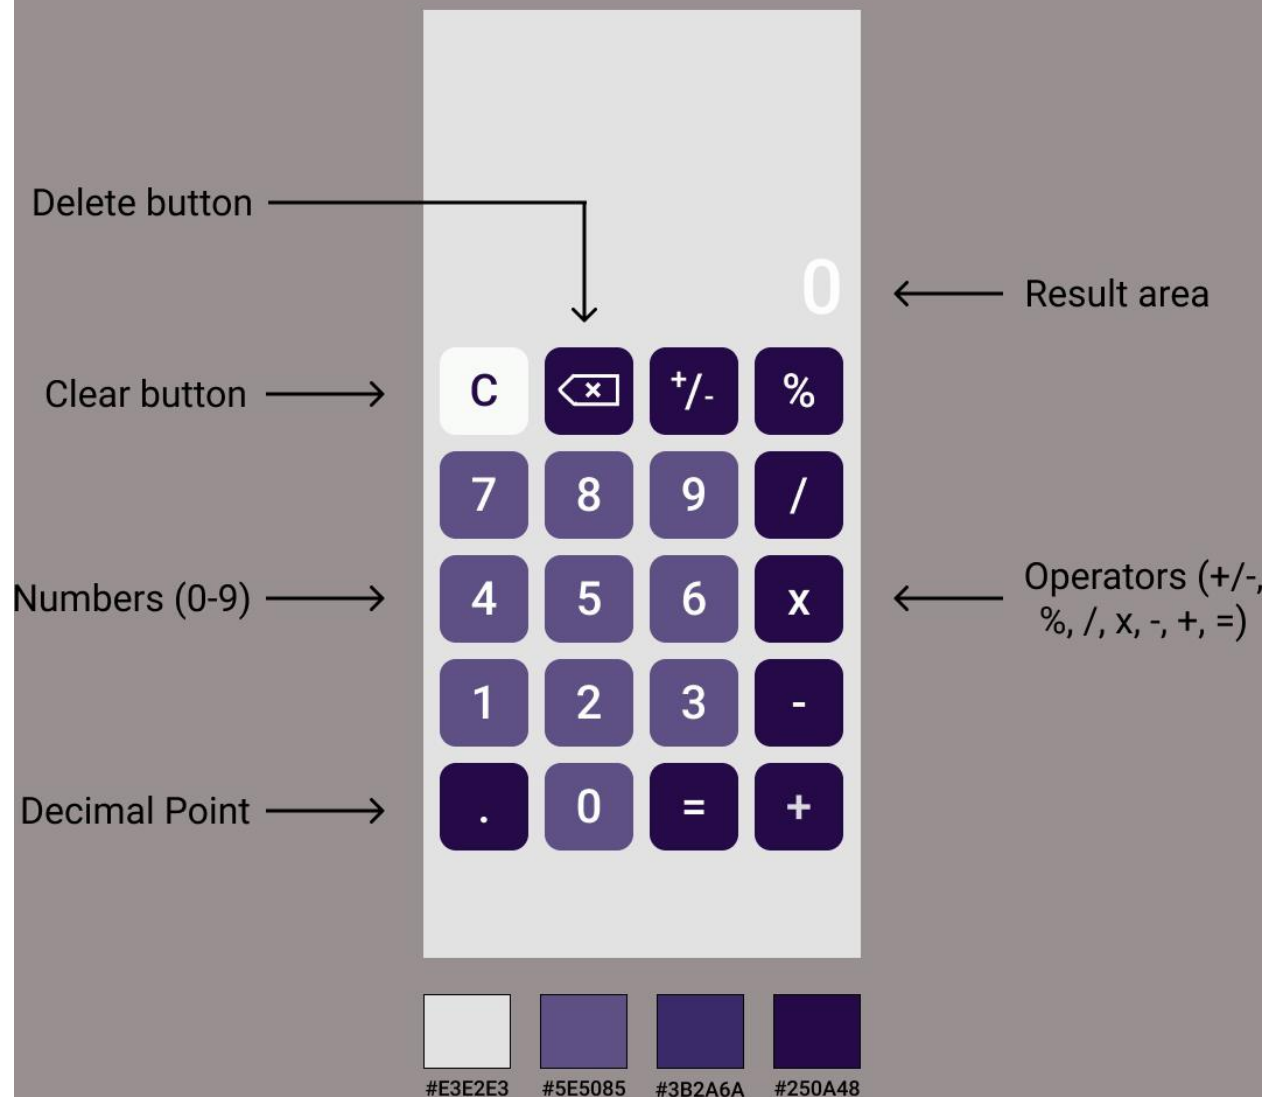 Delete button
0
Result area
Clear button
C
x
+/-
%
7
8
9
/
Numbers (0-9)
4
5
6
x
Operators (+/-,
%, /, x, -, +, =)
1
2
3
-
Decimal Point
.
0
=
+
#E3E2E3
#5E5085
#3B2A6A
#250A48